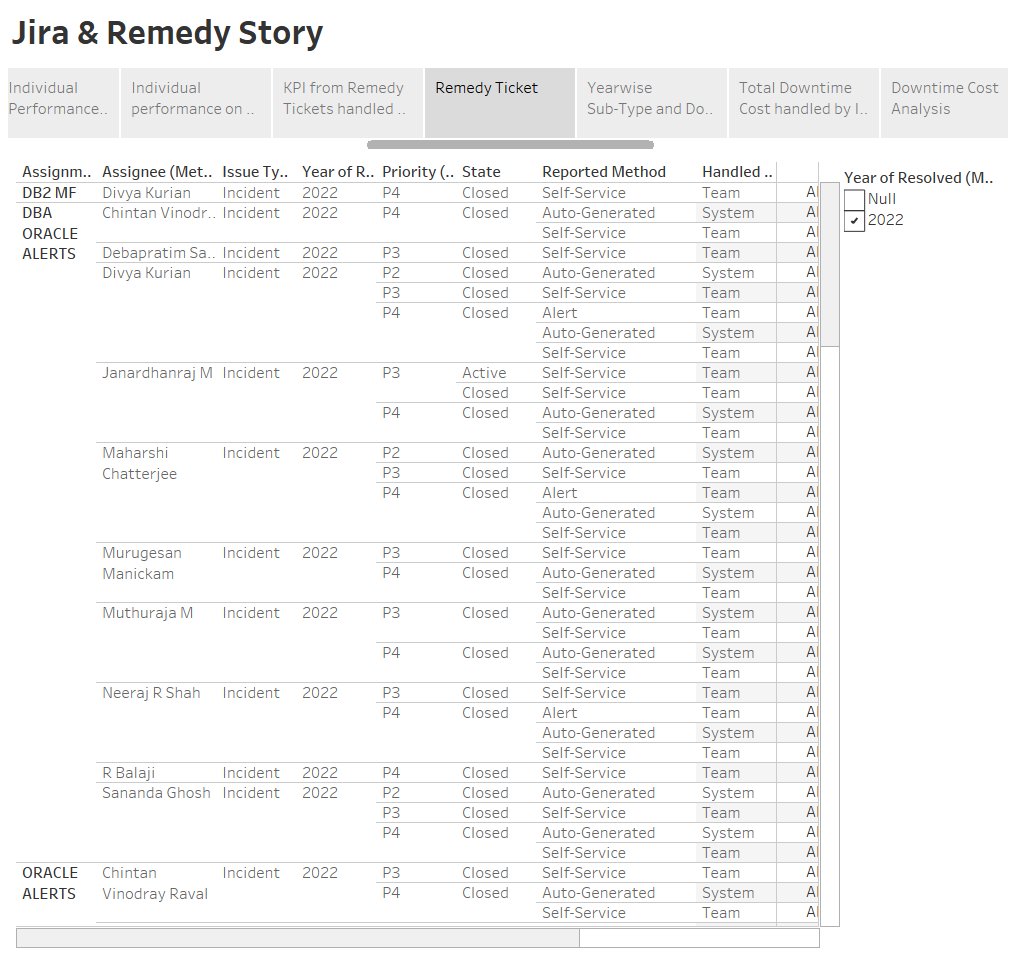 Jira & Remedy Story
Individual Performance..
Individual performance on ..
KPI from Remedy Tickets handled ..
Remedy Ticket
Yearwise Sub-Type and Do..
Total Downtime Cost handled by I..
Downtime Cost Analysis
Assignm.. Assignee (Met.. Issue Ty.. Year of R.. Priority (.. State Reported Method Handled ..
DB2 MF Divya Kurian Incident 2022 P4 Closed Self-Service Team
DBA Chintan Vinodr.. Incident 2022 P4 Closed Auto-Generated System
ORACLE Self-Service Team
ALERTS Debapratim Sa.. Incident 2022 P3 Closed Self-Service Team
Divya Kurian Incident 2022 P2 Closed Auto-Generated System
P3 Closed Self-Service Team
P4 Closed Alert Team
Auto-Generated System
Self-Service Team
Janardhanraj M Incident 2022 P3 Active Self-Service Team
Closed Self-Service Team
P4 Closed Auto-Generated System
Self-Service Team
Maharshi Incident 2022 P2 Closed Auto-Generated System
Chatterjee P3 Closed Self-Service Team
P4 Closed Alert Team
Auto-Generated System
Self-Service Team
Murugesan Incident 2022 P3 Closed Self-Service Team
Manickam P4 Closed Auto-Generated System
Self-Service Team
Muthuraja M Incident 2022 P3 Closed Auto-Generated System
Self-Service Team
P4 Closed Auto-Generated System
Self-Service Team
Neeraj R Shah Incident 2022 P3 Closed Self-Service Team
P4 Closed Alert Team
Auto-Generated System
Self-Service Team
R Balaji Incident 2022 P4 Closed Self-Service Team
Sananda Ghosh Incident 2022 P2 Closed Auto-Generated System
P3 Closed Self-Service Team
P4 Closed Auto-Generated System
Self-Service Team
ORACLE Chintan Incident 2022 P3 Closed Self-Service Team
ALERTS Vinodray Raval P4 Closed Auto-Generated System
Self-Service Team
Year of Resolved (M..
Null
2022